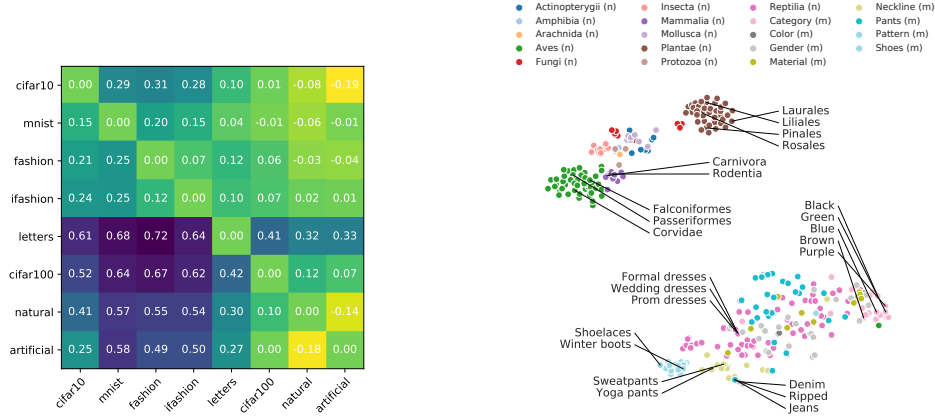 Actinopterygii (n) Insecta (n) Reptilia (n) Neckline (m)
Amphibia (n) Mammalia (n) Category (m) Pants (m)
Arachnida (n) Mollusca (n) Color (m) Pattern (m)
Aves (n) Plantae (n) Gender (m) Shoes (m)
Fungi (n) Protozoa (n) Material (m)
cifar10 0.00 0.29 0.31 0.28 0.10 0.01 -0.08 -0.19
mnist 0.15 0.00 0.20 0.15 0.04 -0.01 -0.06 -0.01
fashion 0.21 0.25 0.00 0.07 0.12 0.06 -0.03 -0.04
ifashion 0.24 0.25 0.12 0.00 0.10 0.07 0.02 0.01
letters 0.61 0.68 0.72 0.64 0.00 0.41 0.32 0.33
cifar100 0.52 0.64 0.67 0.62 0.42 0.00 0.12 0.07
natural 0.41 0.57 0.55 0.54 0.30 0.10 0.00 -0.14
artificial 0.25 0.58 0.49 0.50 0.27 0.00 -0.18 0.00
cifar10 mnist fashion ifashion letters cifar100 natural artificial
Laurales
Liliales
Pinales
Rosales
Carnivora
Rodentia
Falconiformes
Passeriformes
Corvidae
Black
Green
Blue
Brown
Purple
Formal dresses
Wedding dresses
Prom dresses
Shoelaces
Winter boots
Sweatpants
Yoga pants
Denim
Ripped
Jeans